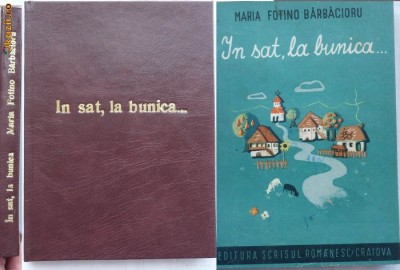 In sat, la bunica Maria Fotino Bărbăcioru
In sat, la bunica...
MARIA FOTINO BĂRBĂCIORU
In sat, la bunica...
EDITURA SCRISUL ROMÂNESC/CRAIOVA